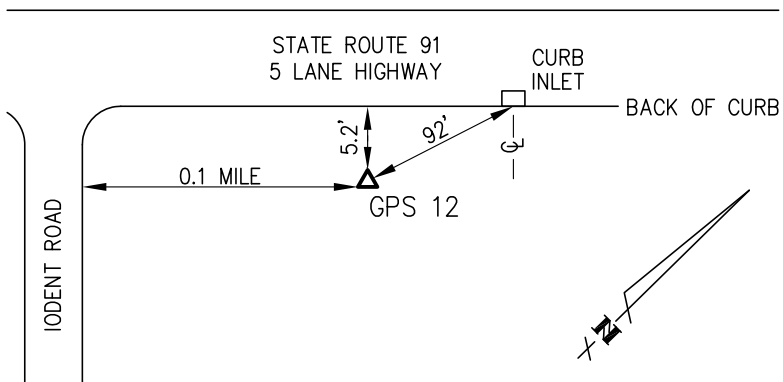 STATE ROUTE 91
5 LANE HIGHWAY
CURB
INLET
BACK OF CURB
5.2'
92'
℄
0.1 MILE
GPS 12
IODENT ROAD
N